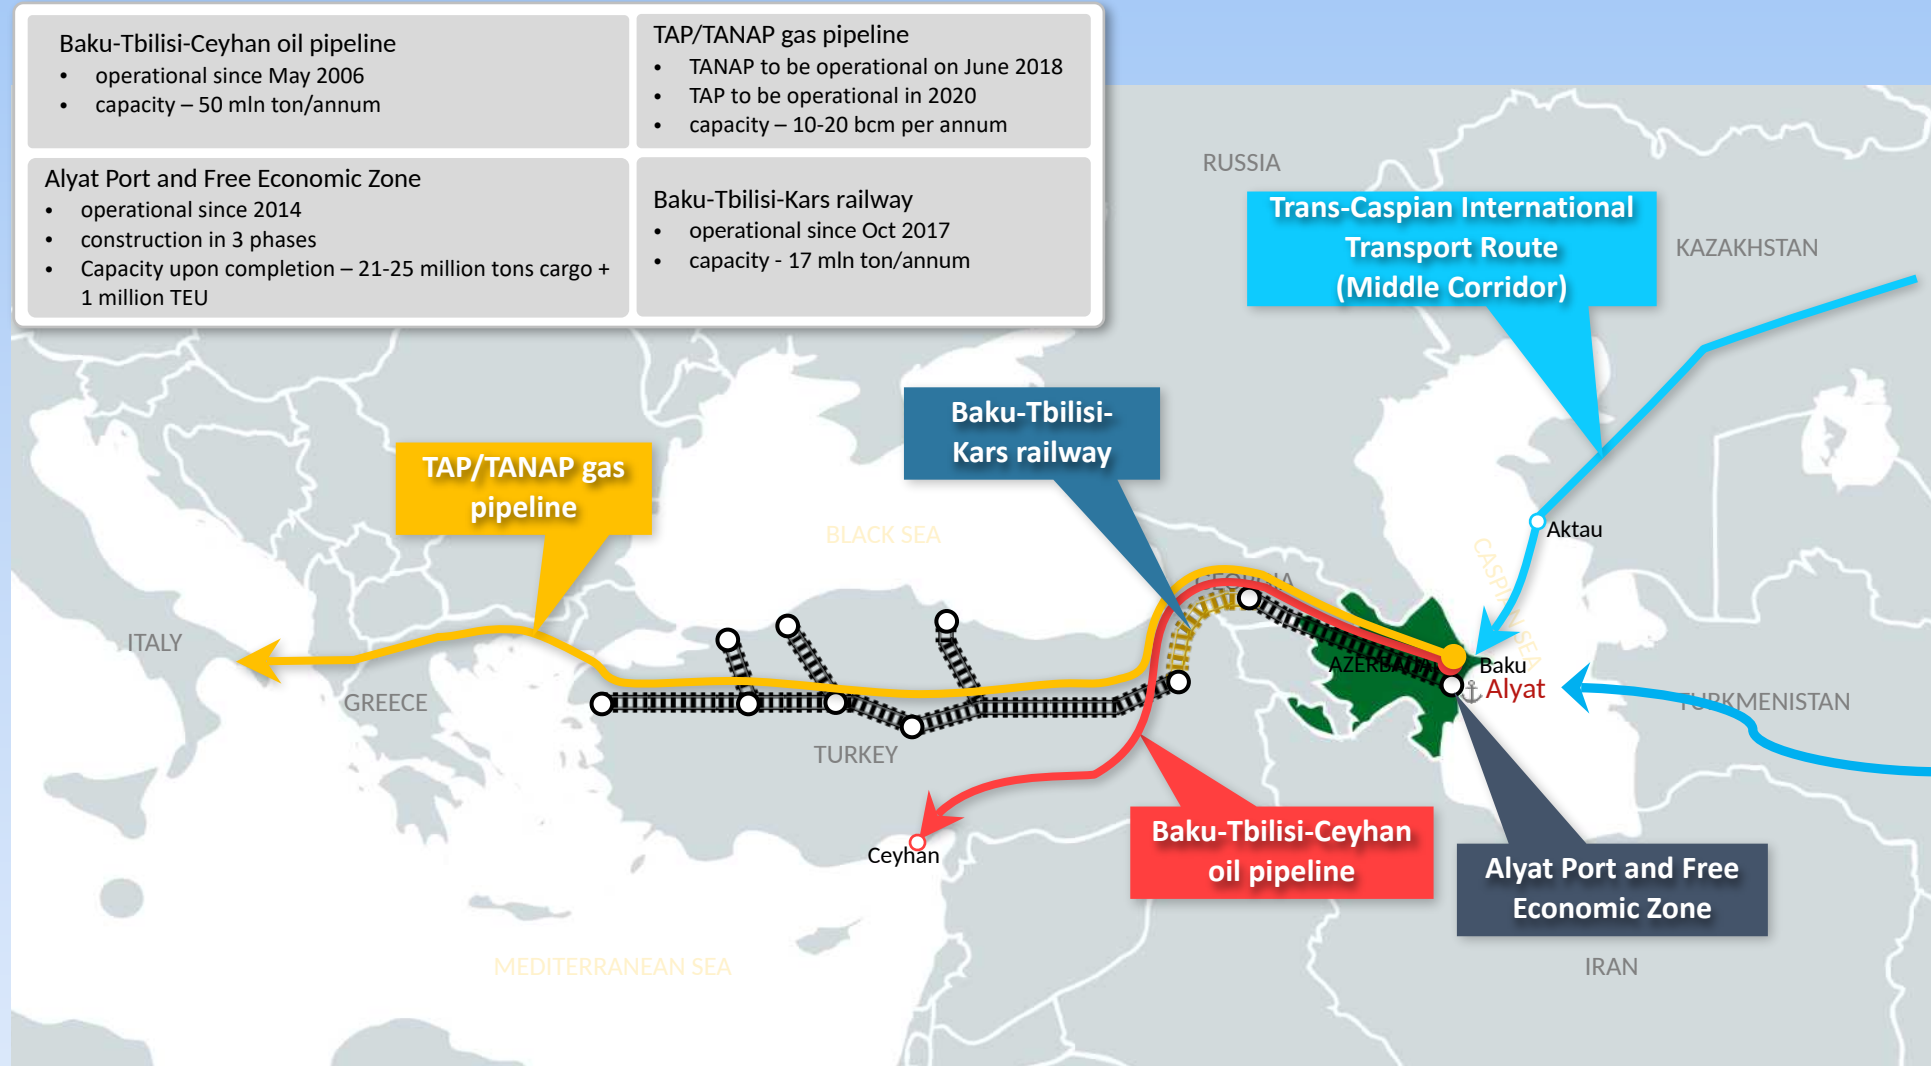 Baku-Tbilisi-Ceyhan oil pipeline
• operational since May 2006
• capacity – 50 mln ton/annum
TAP/TANAP gas pipeline
• TANAP to be operational on June 2018
• TAP to be operational in 2020
• capacity – 10-20 bcm per annum
Alyat Port and Free Economic Zone
• operational since 2014
• construction in 3 phases
• Capacity upon completion – 21-25 million tons cargo +
1 million TEU
Baku-Tbilisi-Kars railway
• operational since Oct 2017
• capacity - 17 mln ton/annum
RUSSIA
Trans-Caspian International
Transport Route
(Middle Corridor)
KAZAKHSTAN
Baku-Tbilisi-
Kars railway
TAP/TANAP gas
pipeline
BLACK SEA
Aktau
CASPIAN SEA
GEORGIA
ITALY
Baku
Alyat
GREECE
TURKMENISTAN
TURKEY
Baku-Tbilisi-Ceyhan
oil pipeline
Ceyhan
Alyat Port and Free
Economic Zone
MEDITERRANEAN SEA
IRAN